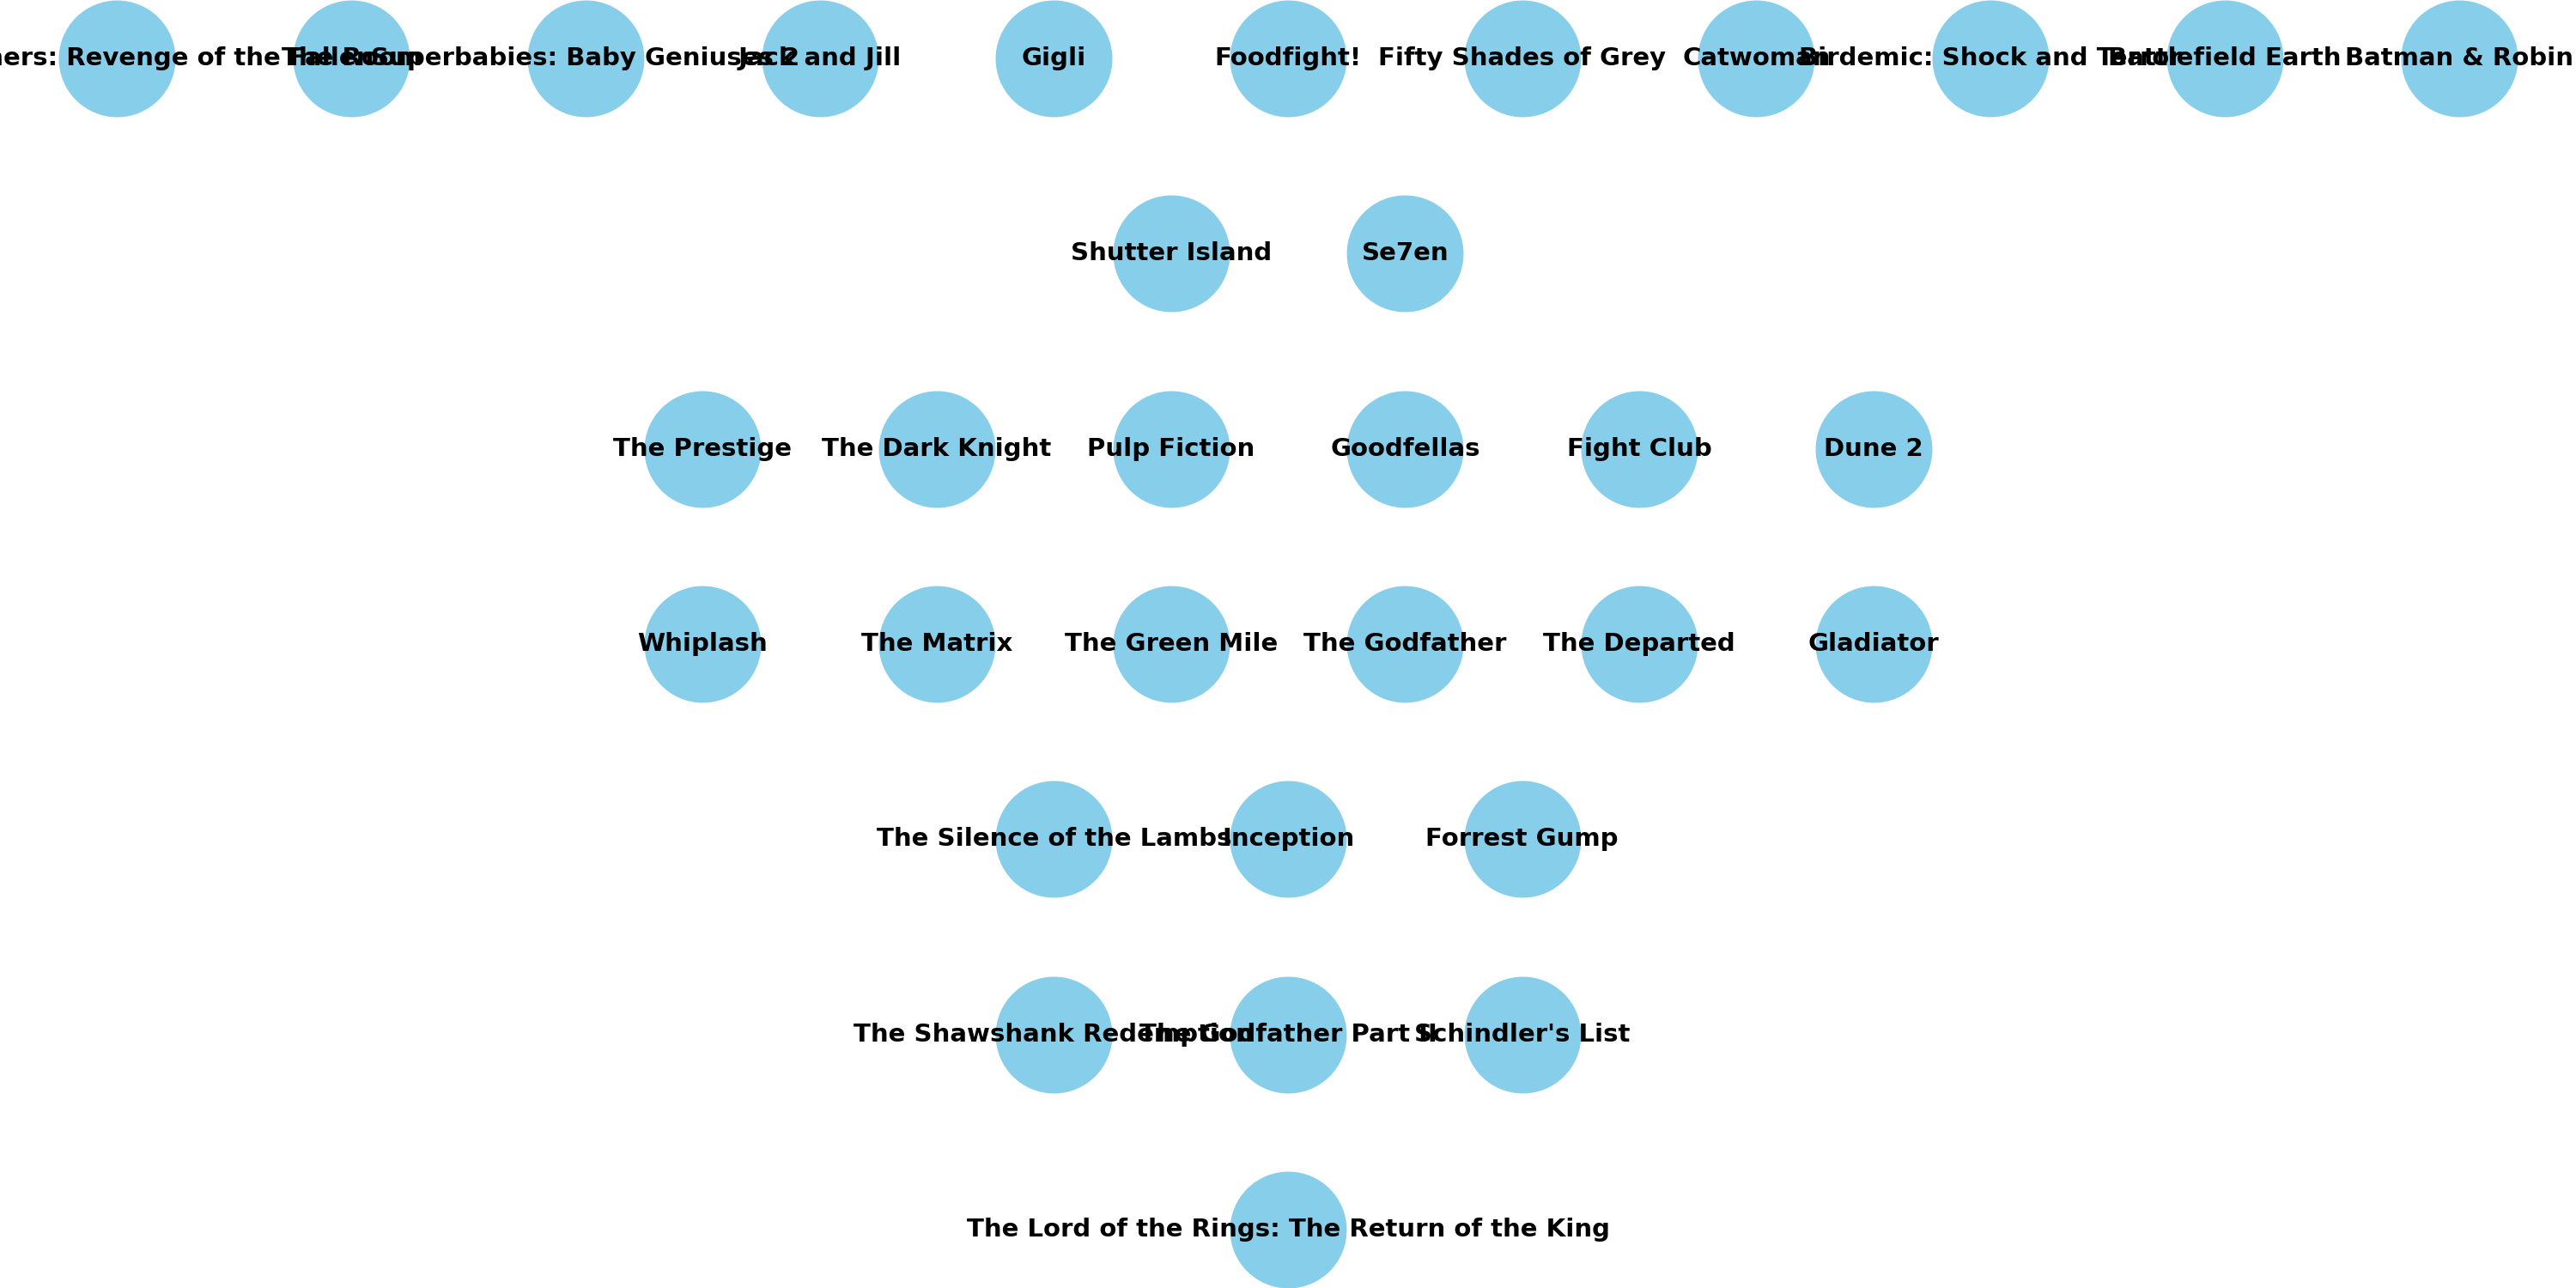 ners: Revenge of the Fallen
The Room
Superbabies: Baby Geniuses 2
Jack and Jill
Gigli
Foodfight!
Fifty Shades of Grey
Catwoman
Birdemic: Shock and Terror
Battlefield Earth
Batman & Robin
Shutter Island
Se7en
The Prestige
The Dark Knight
Pulp Fiction
Goodfellas
Fight Club
Dune 2
Whiplash
The Matrix
The Green Mile
The Godfather
The Departed
Gladiator
The Silence of the Lambs
Inception
Forrest Gump
The Shawshank Redemption
The Godfather Part II
Schindler's List
The Lord of the Rings: The Return of the King